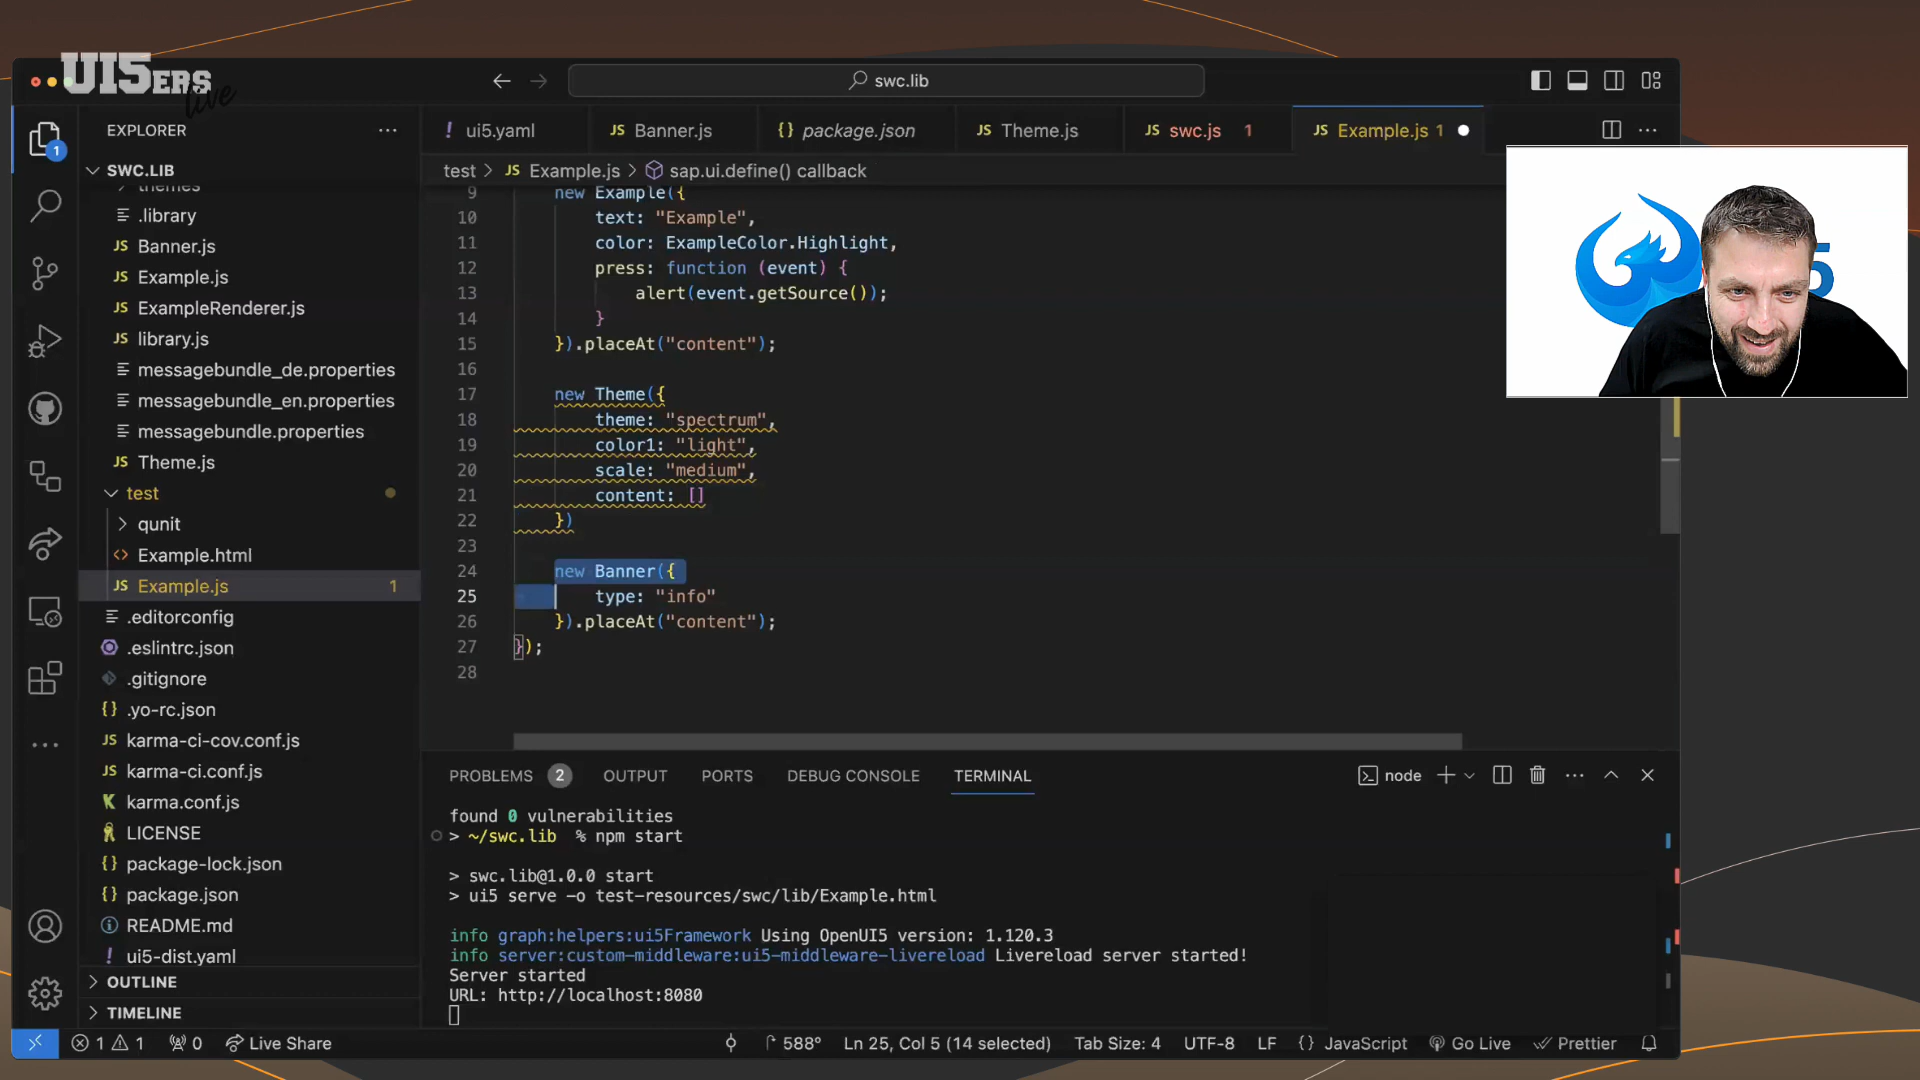 UI5ERS
live
swc.lib
EXPLORER
1
SWC.LIB
themes
.library
Banner.js
Example.js
ExampleRenderer.js
library.js
messagebundle_de.properties
messagebundle_en.properties
messagebundle.properties
Theme.js
test
qunit
Example.html
Example.js 1
.editorconfig
.eslintrc.json
.gitignore
.yo-rc.json
karma-ci-cov.conf.js
karma-ci.conf.js
karma.conf.js
LICENSE
package-lock.json
package.json
README.md
ui5-dist.yaml
OUTLINE
TIMELINE
! ui5.yaml JS Banner.js {} package.json JS Theme.js JS swc.js 1 JS Example.js 1
test > JS Example.js > sap.ui.define() callback
9 new Example({
10 text: "Example",
11 color: ExampleColor.Highlight,
12 press: function (event) {
13 alert(event.getSource());
14 }
15 }).placeAt("content");
16
17 new Theme({
18 theme: "spectrum",
19 color1: "light",
20 scale: "medium",
21 content: []
22 })
23
24 new Banner({
25 type: "info"
26 }).placeAt("content");
27 });
28
5
PROBLEMS 2 OUTPUT PORTS DEBUG CONSOLE TERMINAL node
found 0 vulnerabilities
> ~/swc.lib % npm start
> swc.lib@1.0.0 start
> ui5 serve -o test-resources/swc/lib/Example.html
info graph:helpers:ui5Framework Using OpenUI5 version: 1.120.3
info server:custom-middleware:ui5-middleware-livereload Livereload server started!
Server started
URL: http://localhost:8080
1 1 0 Live Share 588° Ln 25, Col 5 (14 selected) Tab Size: 4 UTF-8 LF {} JavaScript Go Live Prettier